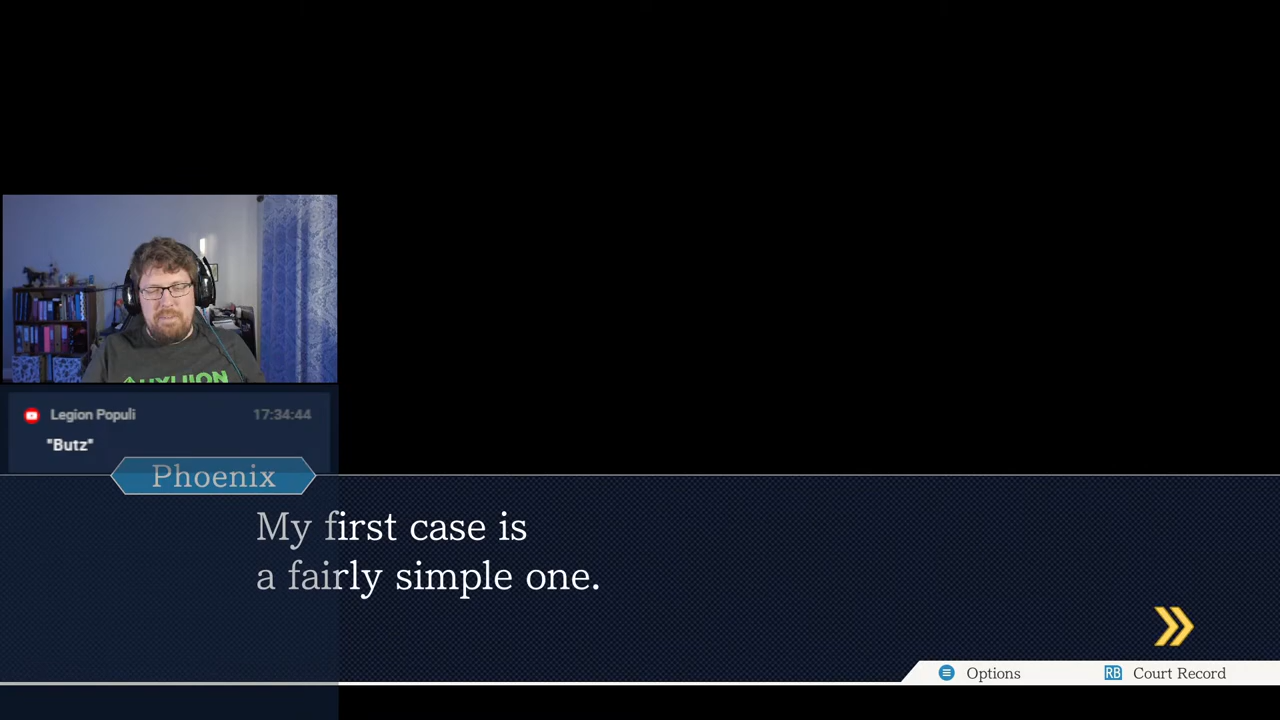 Legion Populi 17:34:44
"Butz"
Phoenix
My first case is
a fairly simple one.
Options
RB Court Record